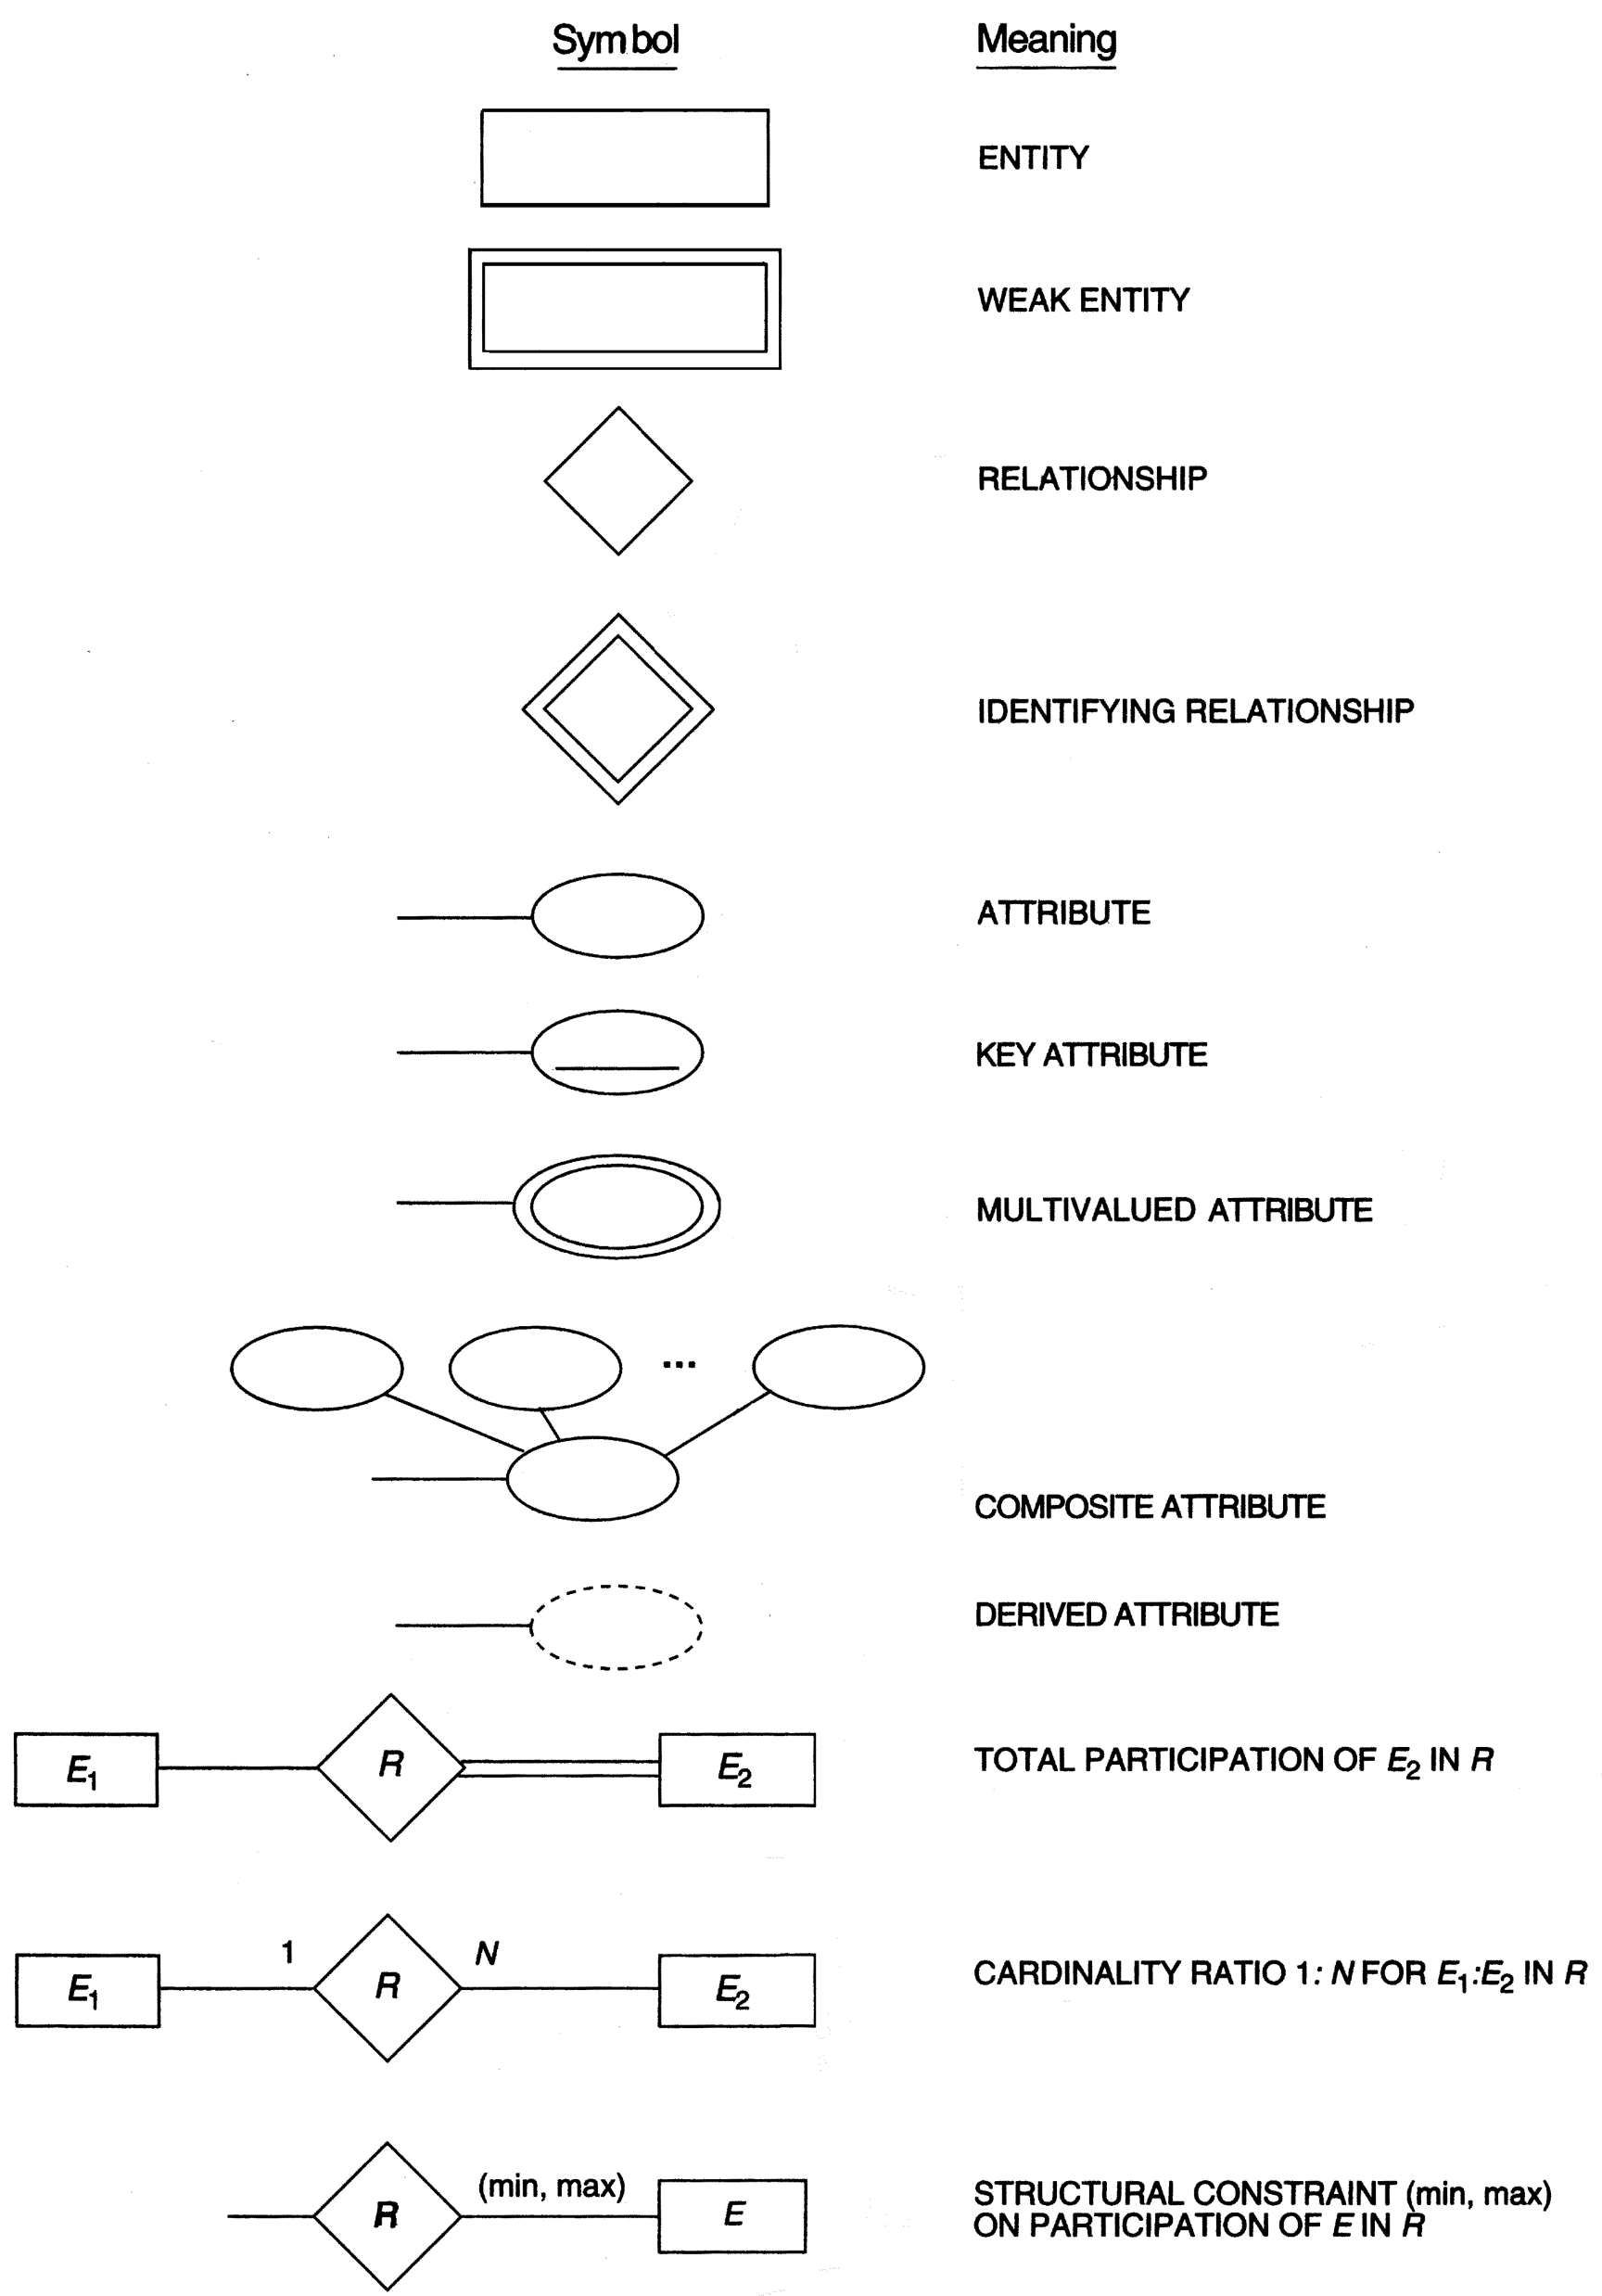 Symbol Meaning
ENTITY
WEAK ENTITY
RELATIONSHIP
IDENTIFYING RELATIONSHIP
ATTRIBUTE
KEY ATTRIBUTE
MULTIVALUED ATTRIBUTE
...
COMPOSITE ATTRIBUTE
DERIVED ATTRIBUTE
E₁ R E₂ TOTAL PARTICIPATION OF E₂ IN R
1 N
E₁ R E₂ CARDINALITY RATIO 1: N FOR E₁:E₂ IN R
(min, max)
R E STRUCTURAL CONSTRAINT (min, max)
ON PARTICIPATION OF E IN R